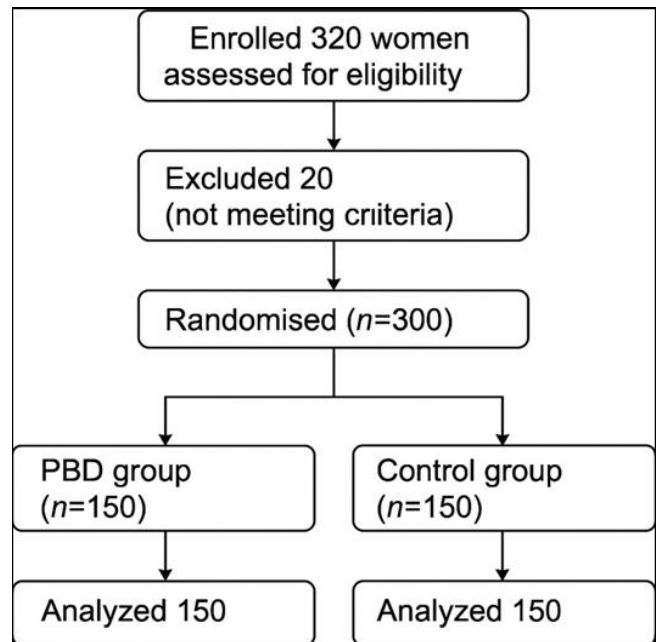 Enrolled 320 women
assessed for eligibility
Excluded 20
(not meeting criiteria)
Randomised (n=300)
PBD group
(n=150)
Control group
(n=150)
Analyzed 150
Analyzed 150